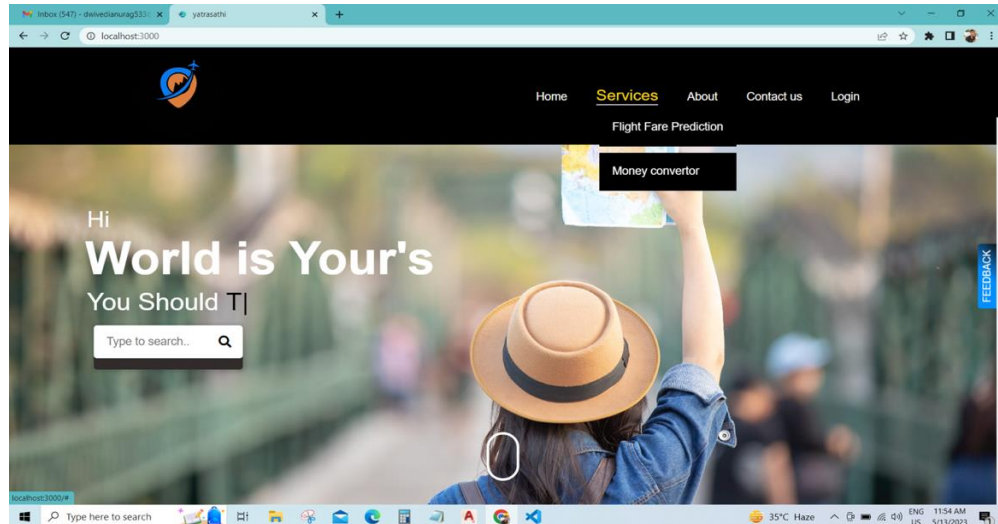 Inbox (547) - dwivedianurag533
yatrasathi
localhost:3000
Home Services About Contact us Login
Flight Fare Prediction
Money convertor
Hi
World is Your's
You Should T|
Type to search..
FEEDBACK
localhost:3000/#
Type here to search
35°C Haze
ENG 11:54 AM
US 5/13/2023